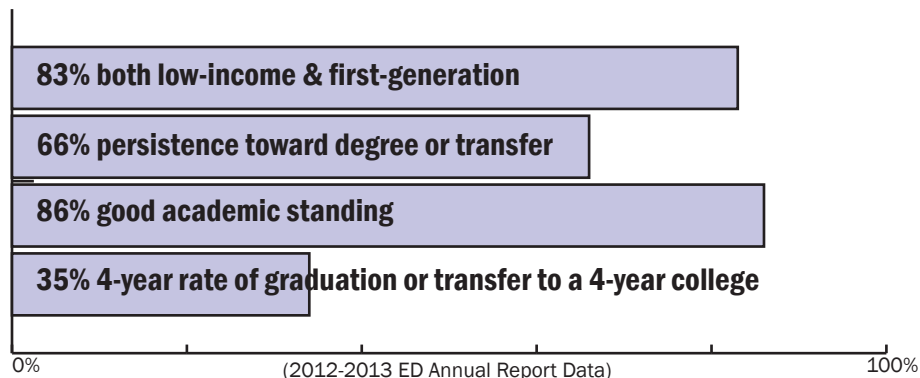 83% both low-income & first-generation
66% persistence toward degree or transfer
86% good academic standing
35% 4-year rate of graduation or transfer to a 4-year college
0%
(2012-2013 ED Annual Report Data)
100%